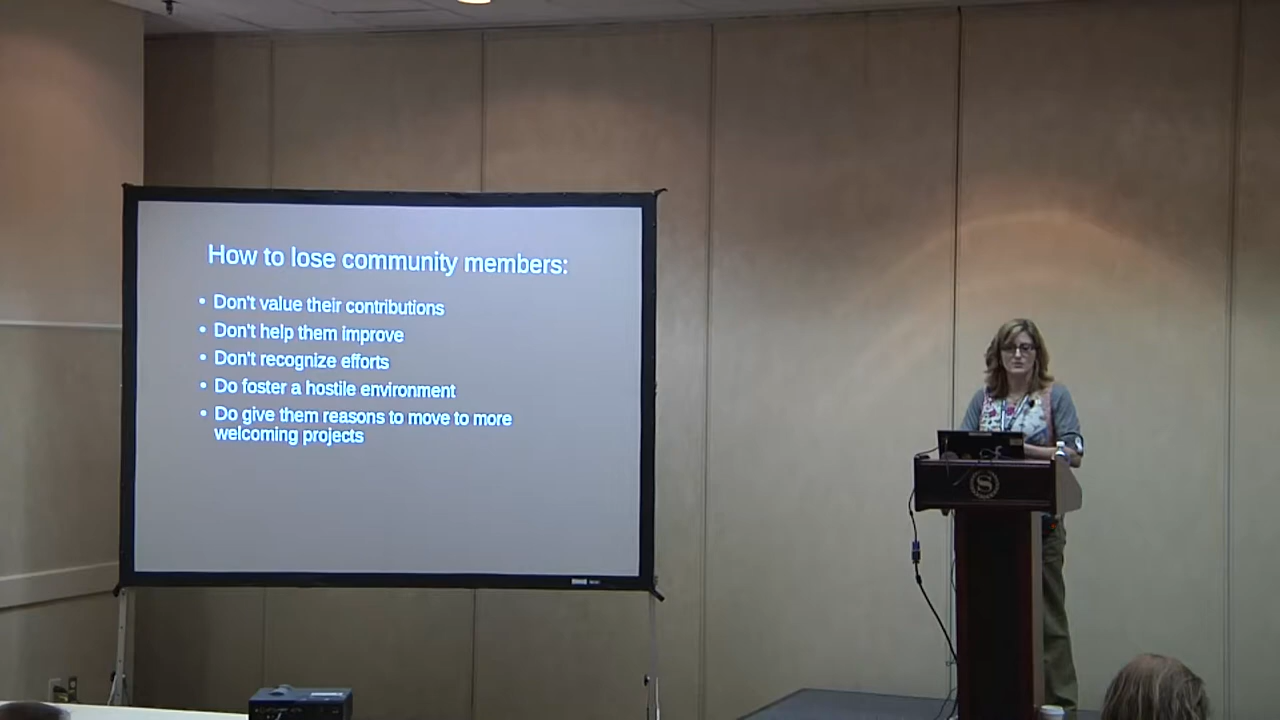 How to lose community members:
• Don't value their contributions
• Don't help them improve
• Don't recognize efforts
• Do foster a hostile environment
• Do give them reasons to move to more
welcoming projects
S